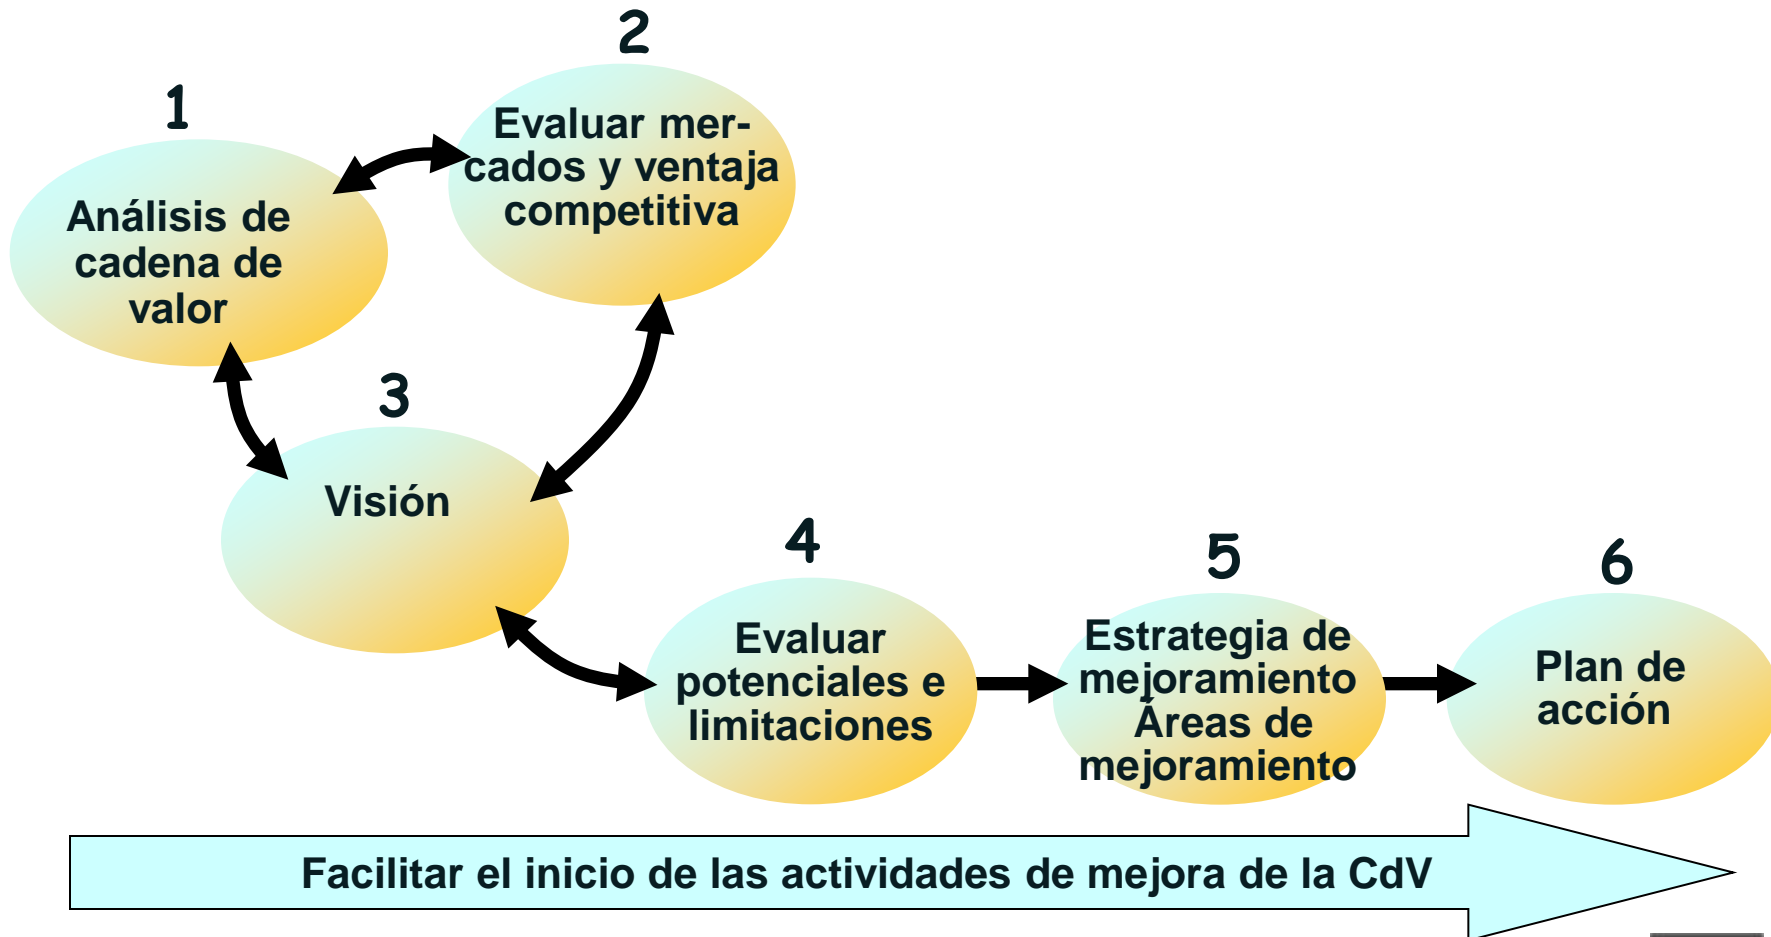 1
Análisis de
cadena de
valor
2
Evaluar mer-
cados y ventaja
competitiva
3
Visión
4
Evaluar
potenciales e
limitaciones
5
Estrategia de
mejoramiento
Áreas de
mejoramiento
6
Plan de
acción
Facilitar el inicio de las actividades de mejora de la CdV